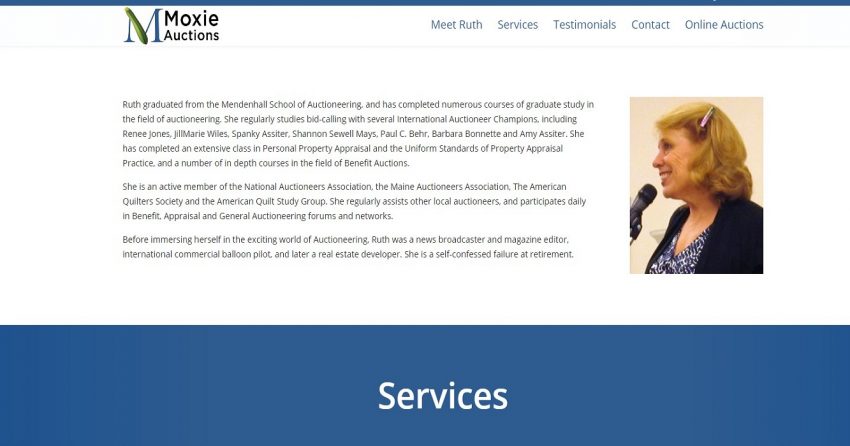 Moxie
Auctions
Meet Ruth Services Testimonials Contact Online Auctions
Ruth graduated from the Mendenhall School of Auctioneering, and has completed numerous courses of graduate study in
the field of auctioneering. She regularly studies bid-calling with several International Auctioneer Champions, including
Renee Jones, JillMarie Wiles, Spanky Assiter, Shannon Sewell Mays, Paul C. Behr, Barbara Bonnette and Amy Assiter. She
has completed an extensive class in Personal Property Appraisal and the Uniform Standards of Property Appraisal
Practice, and a number of in depth courses in the field of Benefit Auctions.
She is an active member of the National Auctioneers Association, the Maine Auctioneers Association, The American
Quilters Society and the American Quilt Study Group. She regularly assists other local auctioneers, and participates daily
in Benefit, Appraisal and General Auctioneering forums and networks.
Before immersing herself in the exciting world of Auctioneering, Ruth was a news broadcaster and magazine editor,
international commercial balloon pilot, and later a real estate developer. She is a self-confessed failure at retirement.
Services